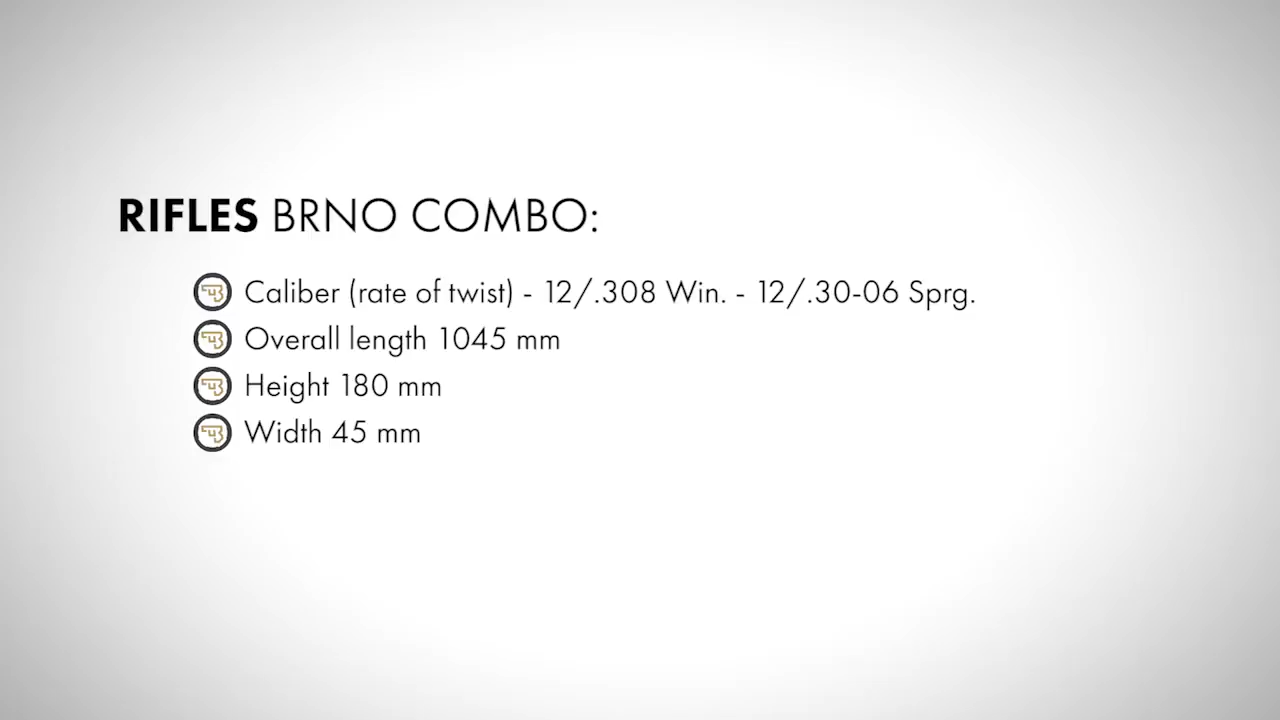 RIFLES BRNO COMBO:
Caliber (rate of twist) - 12/.308 Win. - 12/.30-06 Sprg.
Overall length 1045 mm
Height 180 mm
Width 45 mm